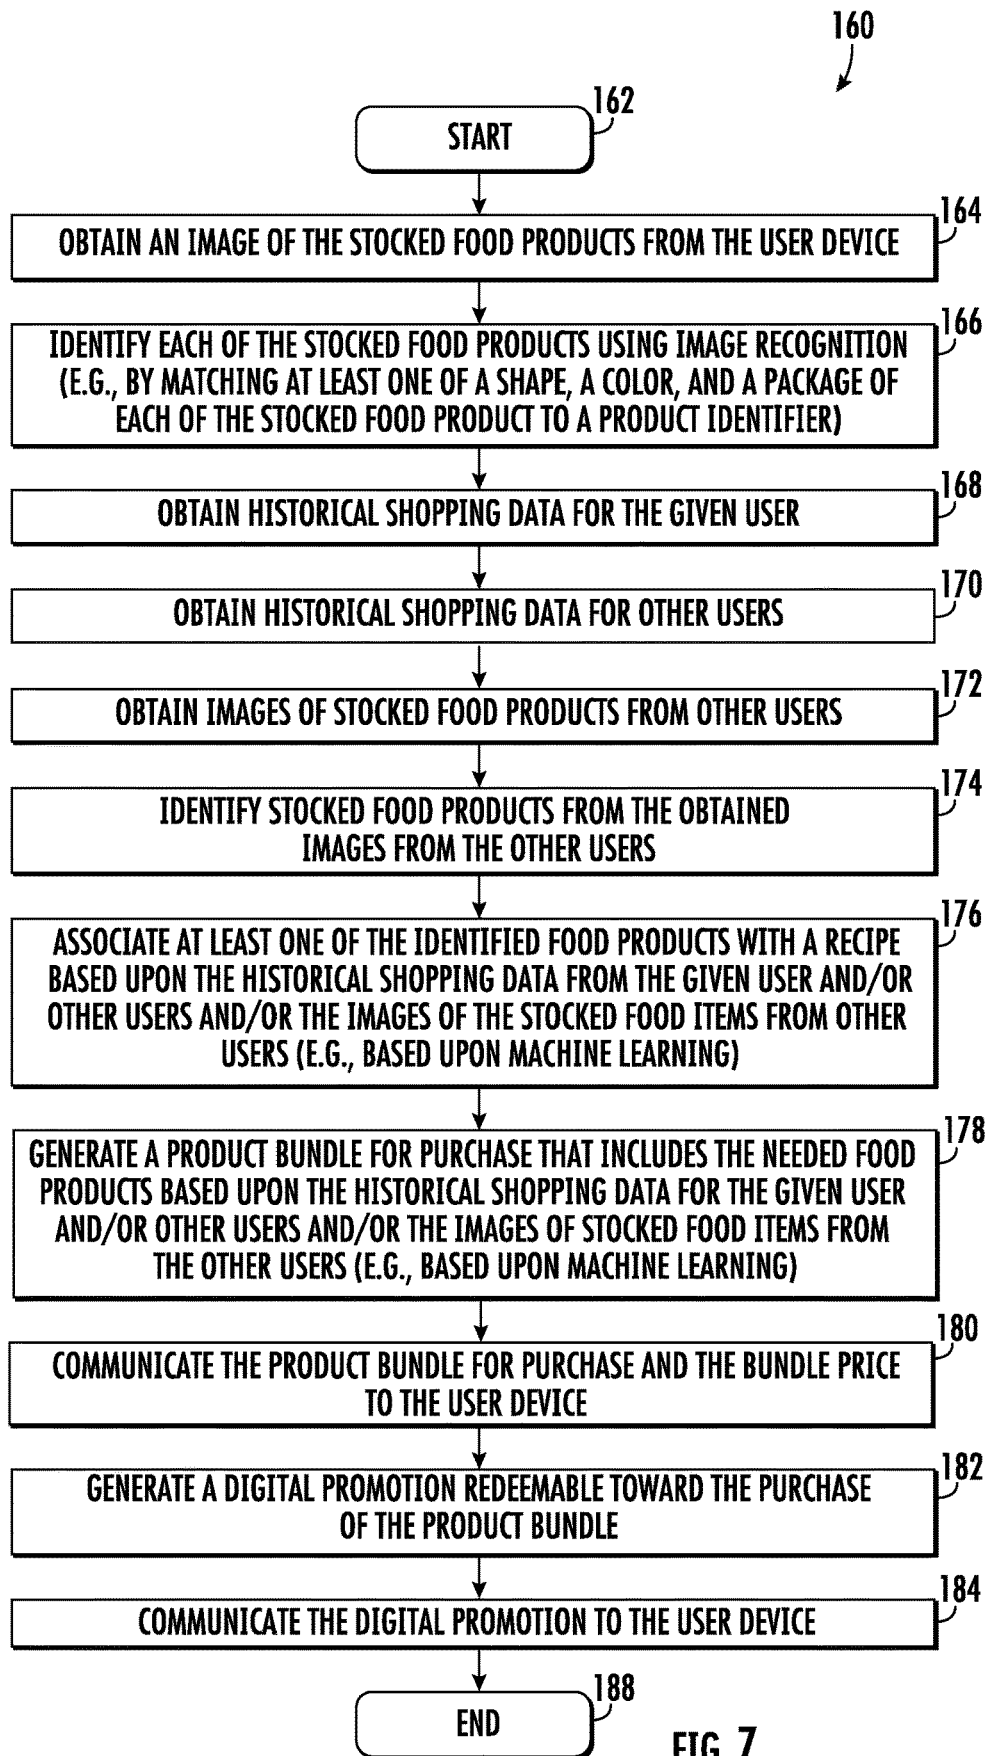 160
162
START
164
OBTAIN AN IMAGE OF THE STOCKED FOOD PRODUCTS FROM THE USER DEVICE
166
IDENTIFY EACH OF THE STOCKED FOOD PRODUCTS USING IMAGE RECOGNITION
(E.G., BY MATCHING AT LEAST ONE OF A SHAPE, A COLOR, AND A PACKAGE OF
EACH OF THE STOCKED FOOD PRODUCT TO A PRODUCT IDENTIFIER)
168
OBTAIN HISTORICAL SHOPPING DATA FOR THE GIVEN USER
170
OBTAIN HISTORICAL SHOPPING DATA FOR OTHER USERS
172
OBTAIN IMAGES OF STOCKED FOOD PRODUCTS FROM OTHER USERS
174
IDENTIFY STOCKED FOOD PRODUCTS FROM THE OBTAINED
IMAGES FROM THE OTHER USERS
176
ASSOCIATE AT LEAST ONE OF THE IDENTIFIED FOOD PRODUCTS WITH A RECIPE
BASED UPON THE HISTORICAL SHOPPING DATA FROM THE GIVEN USER AND/OR
OTHER USERS AND/OR THE IMAGES OF THE STOCKED FOOD ITEMS FROM OTHER
USERS (E.G., BASED UPON MACHINE LEARNING)
178
GENERATE A PRODUCT BUNDLE FOR PURCHASE THAT INCLUDES THE NEEDED FOOD
PRODUCTS BASED UPON THE HISTORICAL SHOPPING DATA FOR THE GIVEN USER
AND/OR OTHER USERS AND/OR THE IMAGES OF STOCKED FOOD ITEMS FROM
THE OTHER USERS (E.G., BASED UPON MACHINE LEARNING)
180
COMMUNICATE THE PRODUCT BUNDLE FOR PURCHASE AND THE BUNDLE PRICE
TO THE USER DEVICE
182
GENERATE A DIGITAL PROMOTION REDEEMABLE TOWARD THE PURCHASE
OF THE PRODUCT BUNDLE
184
COMMUNICATE THE DIGITAL PROMOTION TO THE USER DEVICE
188
END
FIG. 7